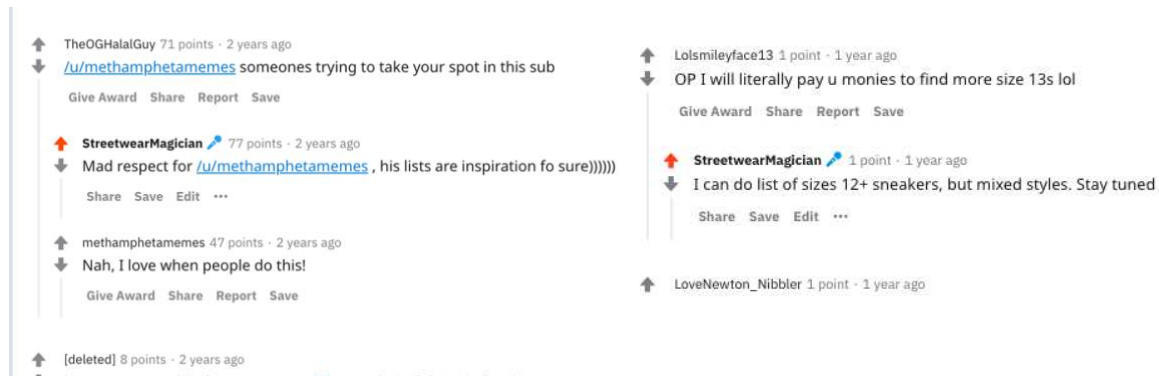 TheOGHalalGuy 71 points · 2 years ago
/u/methamphetamemes someones trying to take your spot in this sub
Give Award Share Report Save
StreetwearMagician 77 points · 2 years ago
Mad respect for /u/methamphetamemes , his lists are inspiration fo sure))))))
Share Save Edit ···
methamphetamemes 47 points · 2 years ago
Nah, I love when people do this!
Give Award Share Report Save
[deleted] 8 points · 2 years ago
Lolsmileyface13 1 point · 1 year ago
OP I will literally pay u monies to find more size 13s lol
Give Award Share Report Save
StreetwearMagician 1 point · 1 year ago
I can do list of sizes 12+ sneakers, but mixed styles. Stay tuned
Share Save Edit ···
LoveNewton_Nibbler 1 point · 1 year ago